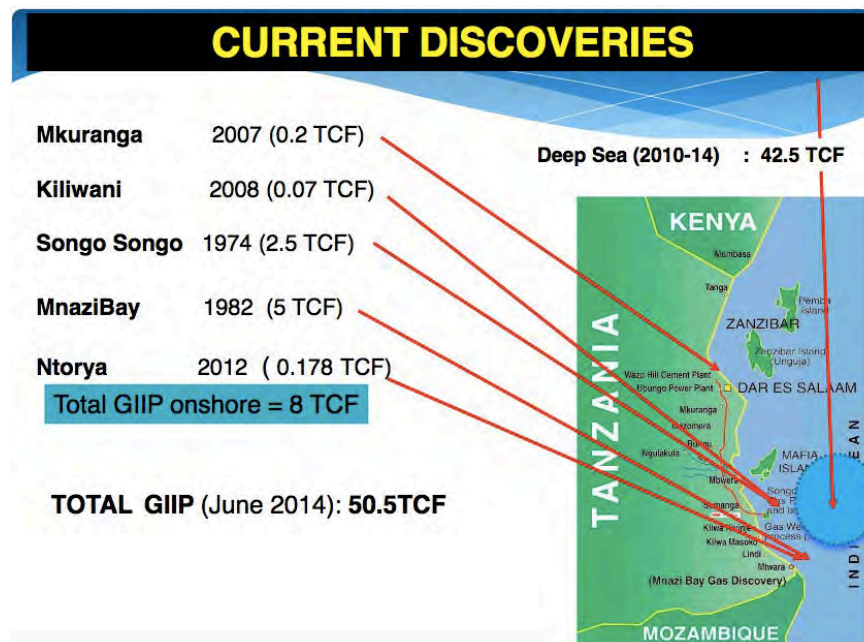 CURRENT DISCOVERIES
Mkuranga 2007 (0.2 TCF)
Kiliwani 2008 (0.07 TCF)
Songo Songo 1974 (2.5 TCF)
MnaziBay 1982 (5 TCF)
Ntorya 2012 ( 0.178 TCF)
Total GIIP onshore = 8 TCF
TOTAL GIIP (June 2014): 50.5TCF
Deep Sea (2010-14) : 42.5 TCF
KENYA
Mombasa
Tanga
Pemba
island
ZANZIBAR
Zanzibar Island
(Unguja)
TANZANIA
Wazo Hill Cement Plant
Ubungo Power Plant
DAR ES SALAAM
Mkuranga
Bungu
Ngulakula
MAFIA
Mbwera
Somanga
and
Gas
Kilwa Masoko
Lindi
Mtwara
(Mnazi Bay Gas Discovery)
MOZAMBIQUE